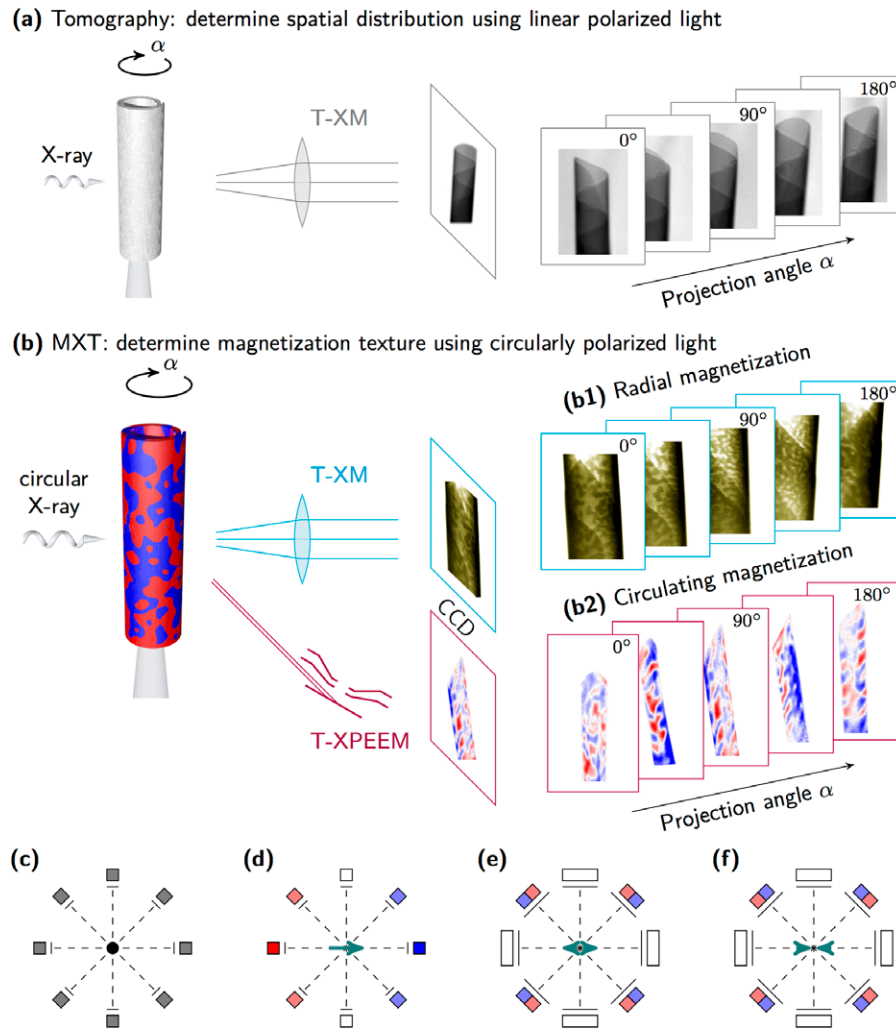 (a) Tomography: determine spatial distribution using linear polarized light
α
X-ray
T-XM
0°
90°
180°
Projection angle α
(b) MXT: determine magnetization texture using circularly polarized light
α
circular
X-ray
T-XM
CCD
T-XPEEM
(b1) Radial magnetization
0°
90°
180°
(b2) Circulating magnetization
0°
90°
180°
Projection angle α
(c)
(d)
(e)
(f)